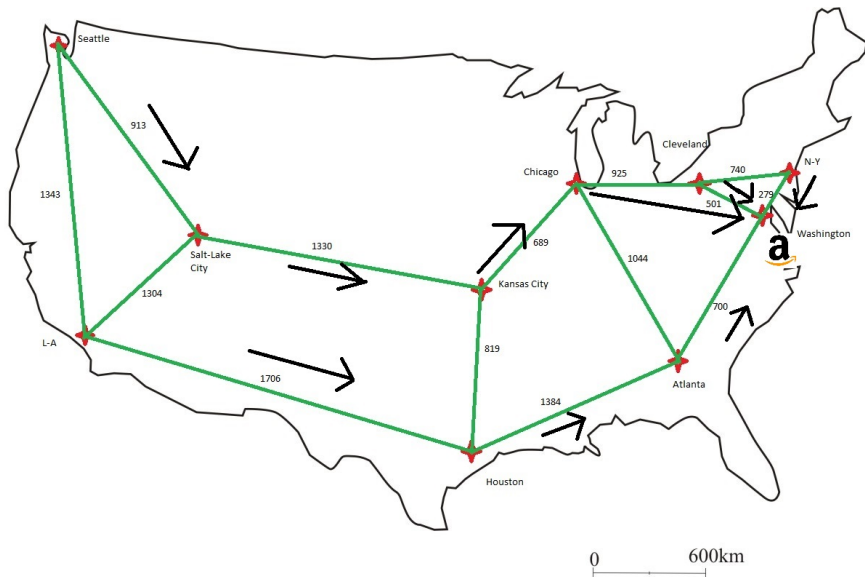 Seattle
913
1343
Cleveland
N-Y
Chicago
925
740
501
279
Washington
a
Salt-Lake
City
1330
689
1044
Kansas City
1304
700
L-A
819
1706
Atlanta
1384
Houston
0
600km